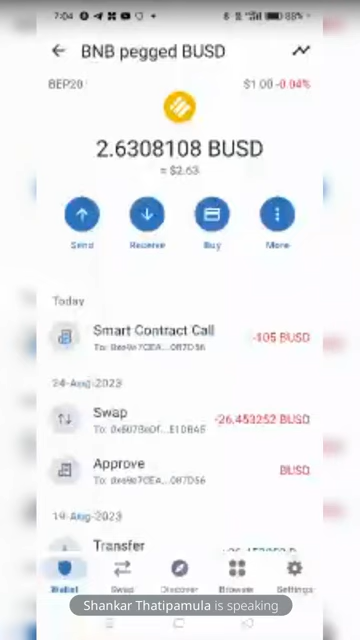 7:04
88%
BNB pegged BUSD
BEP20
$1.00 -0.04%
2.6308108 BUSD
≈ $2.63
Send Receive Buy More
Today
Smart Contract Call -105 BUSD
24-Aug-2023
Swap -26.453252 BUSD
Approve BUSD
19-Aug-2023
Transfer
Wallet Swap Discover Browser Settings
Shankar Thatipamula is speaking